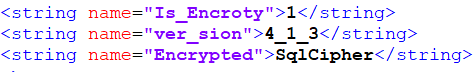 <string name="Is_Encroty">1</string>
<string name="ver_sion">4_1_3</string>
<string name="Encrypted">SqlCipher</string>